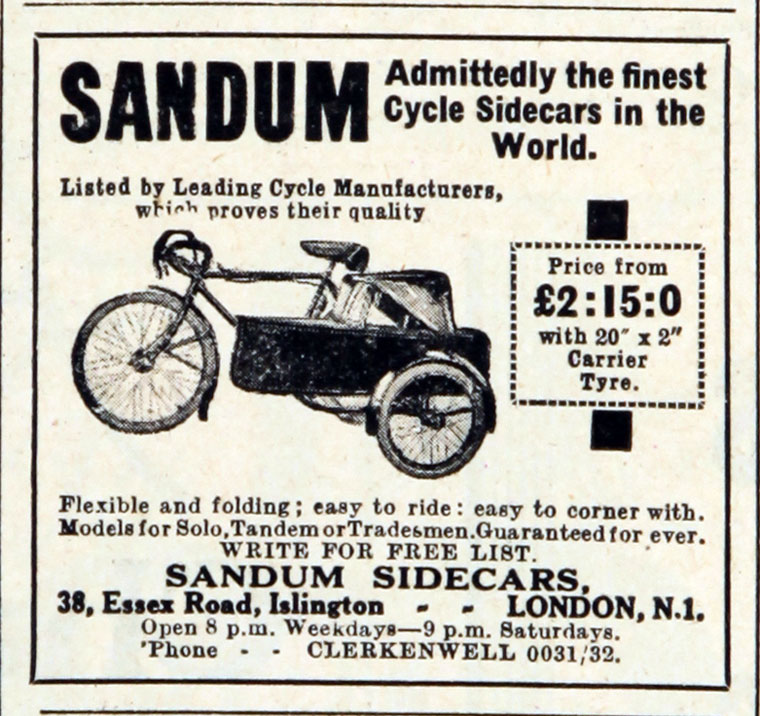 SANDUM
Admittedly the finest
Cycle Sidecars in the
World.
Listed by Leading Cycle Manufacturers,
which proves their quality
Price from
£2:15:0
with 20″ x 2″
Carrier
Tyre.
Flexible and folding; easy to ride: easy to corner with.
Models for Solo, Tandem or Tradesmen. Guaranteed for ever.
WRITE FOR FREE LIST.
SANDUM SIDECARS,
38, Essex Road, Islington - - LONDON, N.1.
Open 8 p.m. Weekdays—9 p.m. Saturdays.
'Phone - - CLERKENWELL 0031/32.